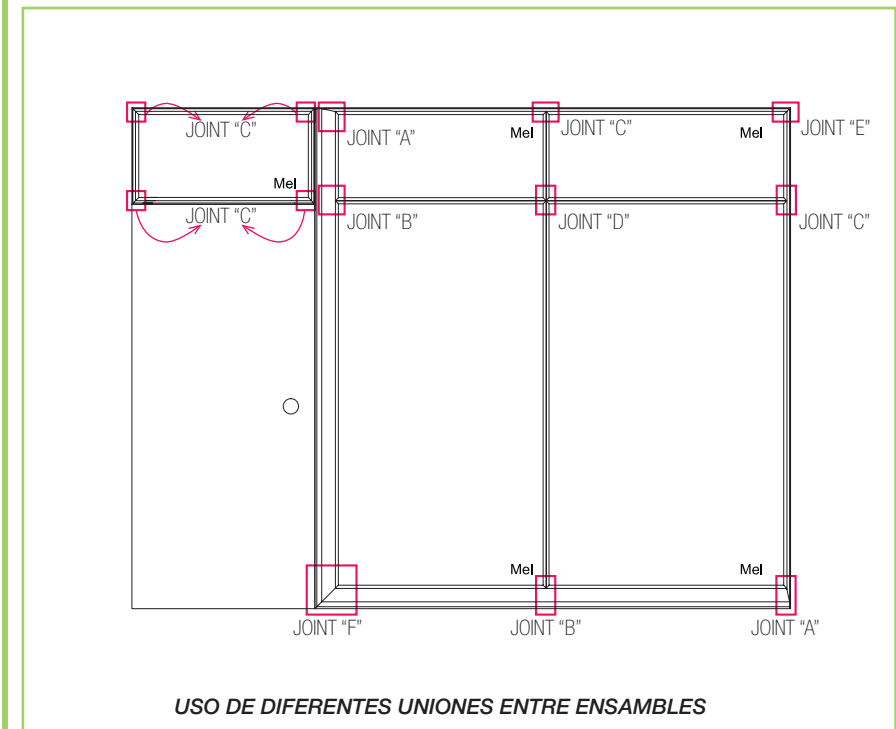 JOINT “C”
JOINT “A”
Mel
JOINT “C”
Mel
JOINT “E”
Mel
JOINT “C”
JOINT “B”
JOINT “D”
JOINT “C”
Mel
Mel
JOINT “F”
JOINT “B”
JOINT “A”
USO DE DIFERENTES UNIONES ENTRE ENSAMBLES